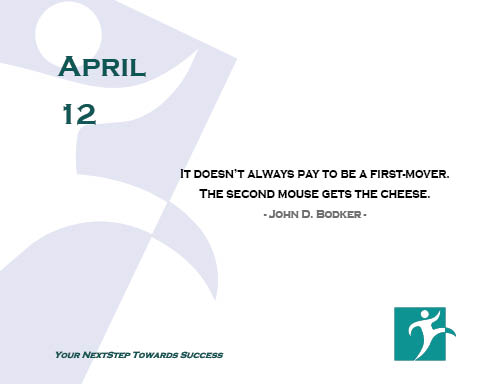 April
12
It doesn't always pay to be a first-mover.
The second mouse gets the cheese.
- John D. Bodker -
Your NextStep Towards Success